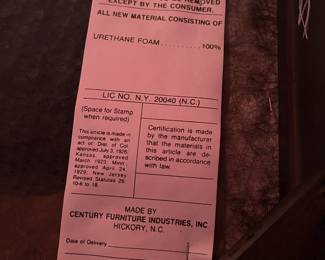 REMOVED
EXCEPT BY THE CONSUMER.
ALL NEW MATERIAL CONSISTING OF
URETHANE FOAM..........100%
LIC NO. N.Y. 20040 (N.C.)
(Space for Stamp
when required)
This article is made in
compliance with an
act of: Dist. of Col.
approved July 3, 1926;
Kansas, approved
March 1923, Minn.
approved April 24,
1929; New Jersey
Revised Statutes 26:
10-6 to 18.
Certification is made
by the manufacturer
that the materials in
this article are de-
scribed in accordance
with law.
MADE BY
CENTURY FURNITURE INDUSTRIES, INC
HICKORY, N.C.
Date of Delivery